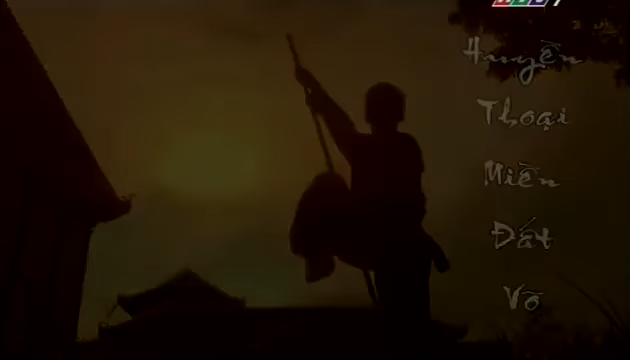 Huyền
Thoại
Miền
Đất
Võ